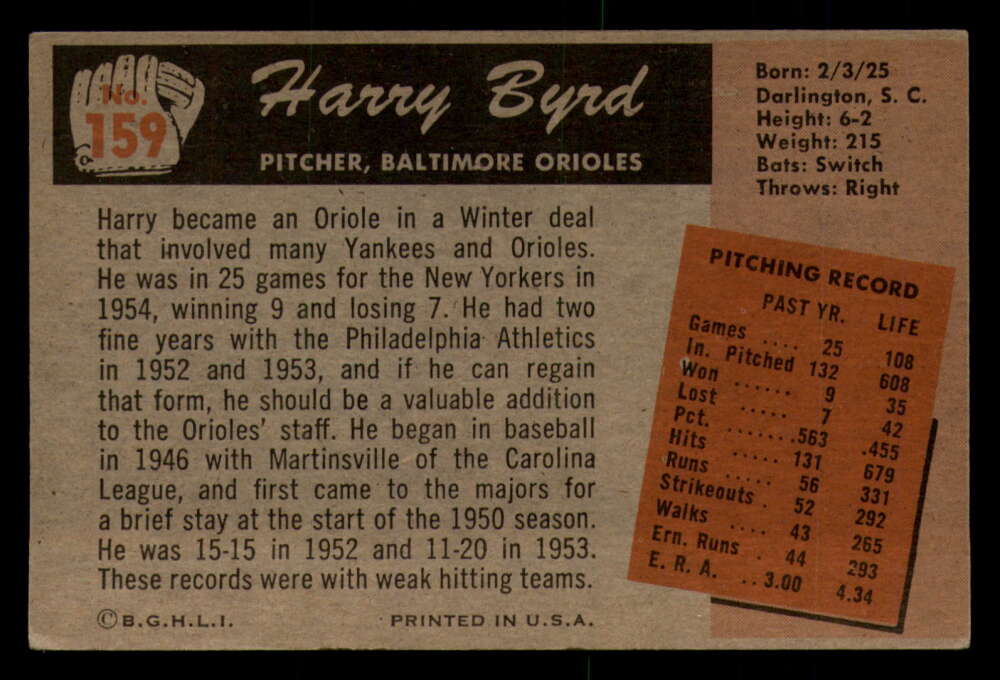 No.
159
Harry Byrd
PITCHER, BALTIMORE ORIOLES
Born: 2/3/25
Darlington, S. C.
Height: 6-2
Weight: 215
Bats: Switch
Throws: Right
Harry became an Oriole in a Winter deal
that involved many Yankees and Orioles.
He was in 25 games for the New Yorkers in
1954, winning 9 and losing 7. He had two
fine years with the Philadelphia Athletics
in 1952 and 1953, and if he can regain
that form, he should be a valuable addition
to the Orioles' staff. He began in baseball
in 1946 with Martinsville of the Carolina
League, and first came to the majors for
a brief stay at the start of the 1950 season.
He was 15-15 in 1952 and 11-20 in 1953.
These records were with weak hitting teams.
©B.G.H.L.I. PRINTED IN U.S.A.
PITCHING RECORD
PAST YR. LIFE
Games .... 25 108
In. Pitched 132 608
Won ...... 9 35
Lost ..... 7 42
Pct. .......563 .455
Hits ..... 131 679
Runs ..... 56 331
Strikeouts . 52 292
Walks .... 43 265
Ern. Runs . 44 293
E. R. A. ..3.00 4.34